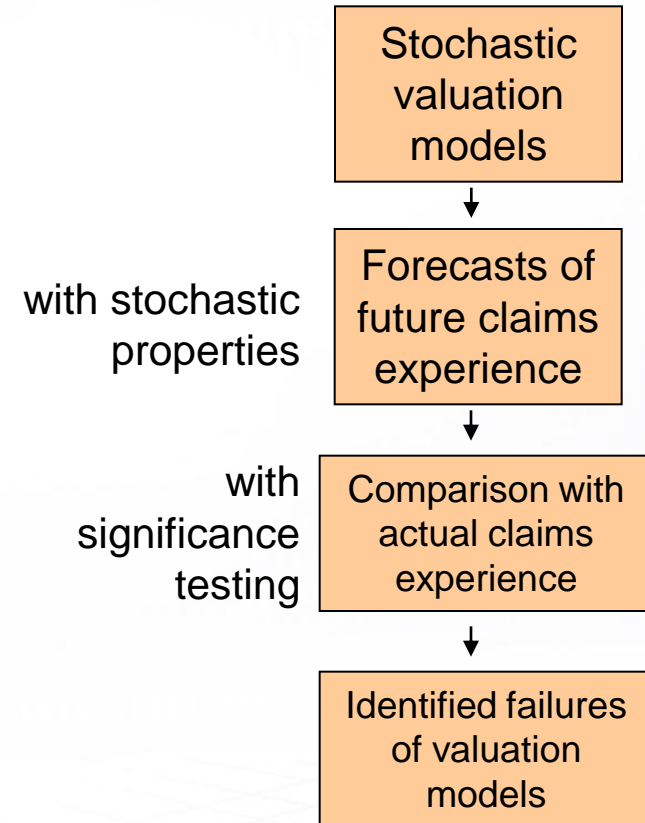 Stochastic
valuation
models
with stochastic
properties
Forecasts of
future claims
experience
with
significance
testing
Comparison with
actual claims
experience
Identified failures
of valuation
models